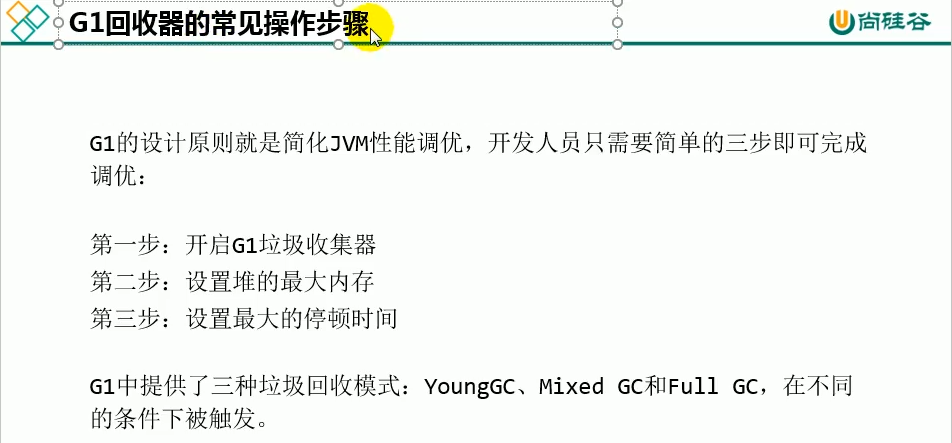 G1回收器的常见操作步骤
尚硅谷
G1的设计原则就是简化JVM性能调优，开发人员只需要简单的三步即可完成
调优：
第一步：开启G1垃圾收集器
第二步：设置堆的最大内存
第三步：设置最大的停顿时间
G1中提供了三种垃圾回收模式：YoungGC、Mixed GC和Full GC，在不同
的条件下被触发。